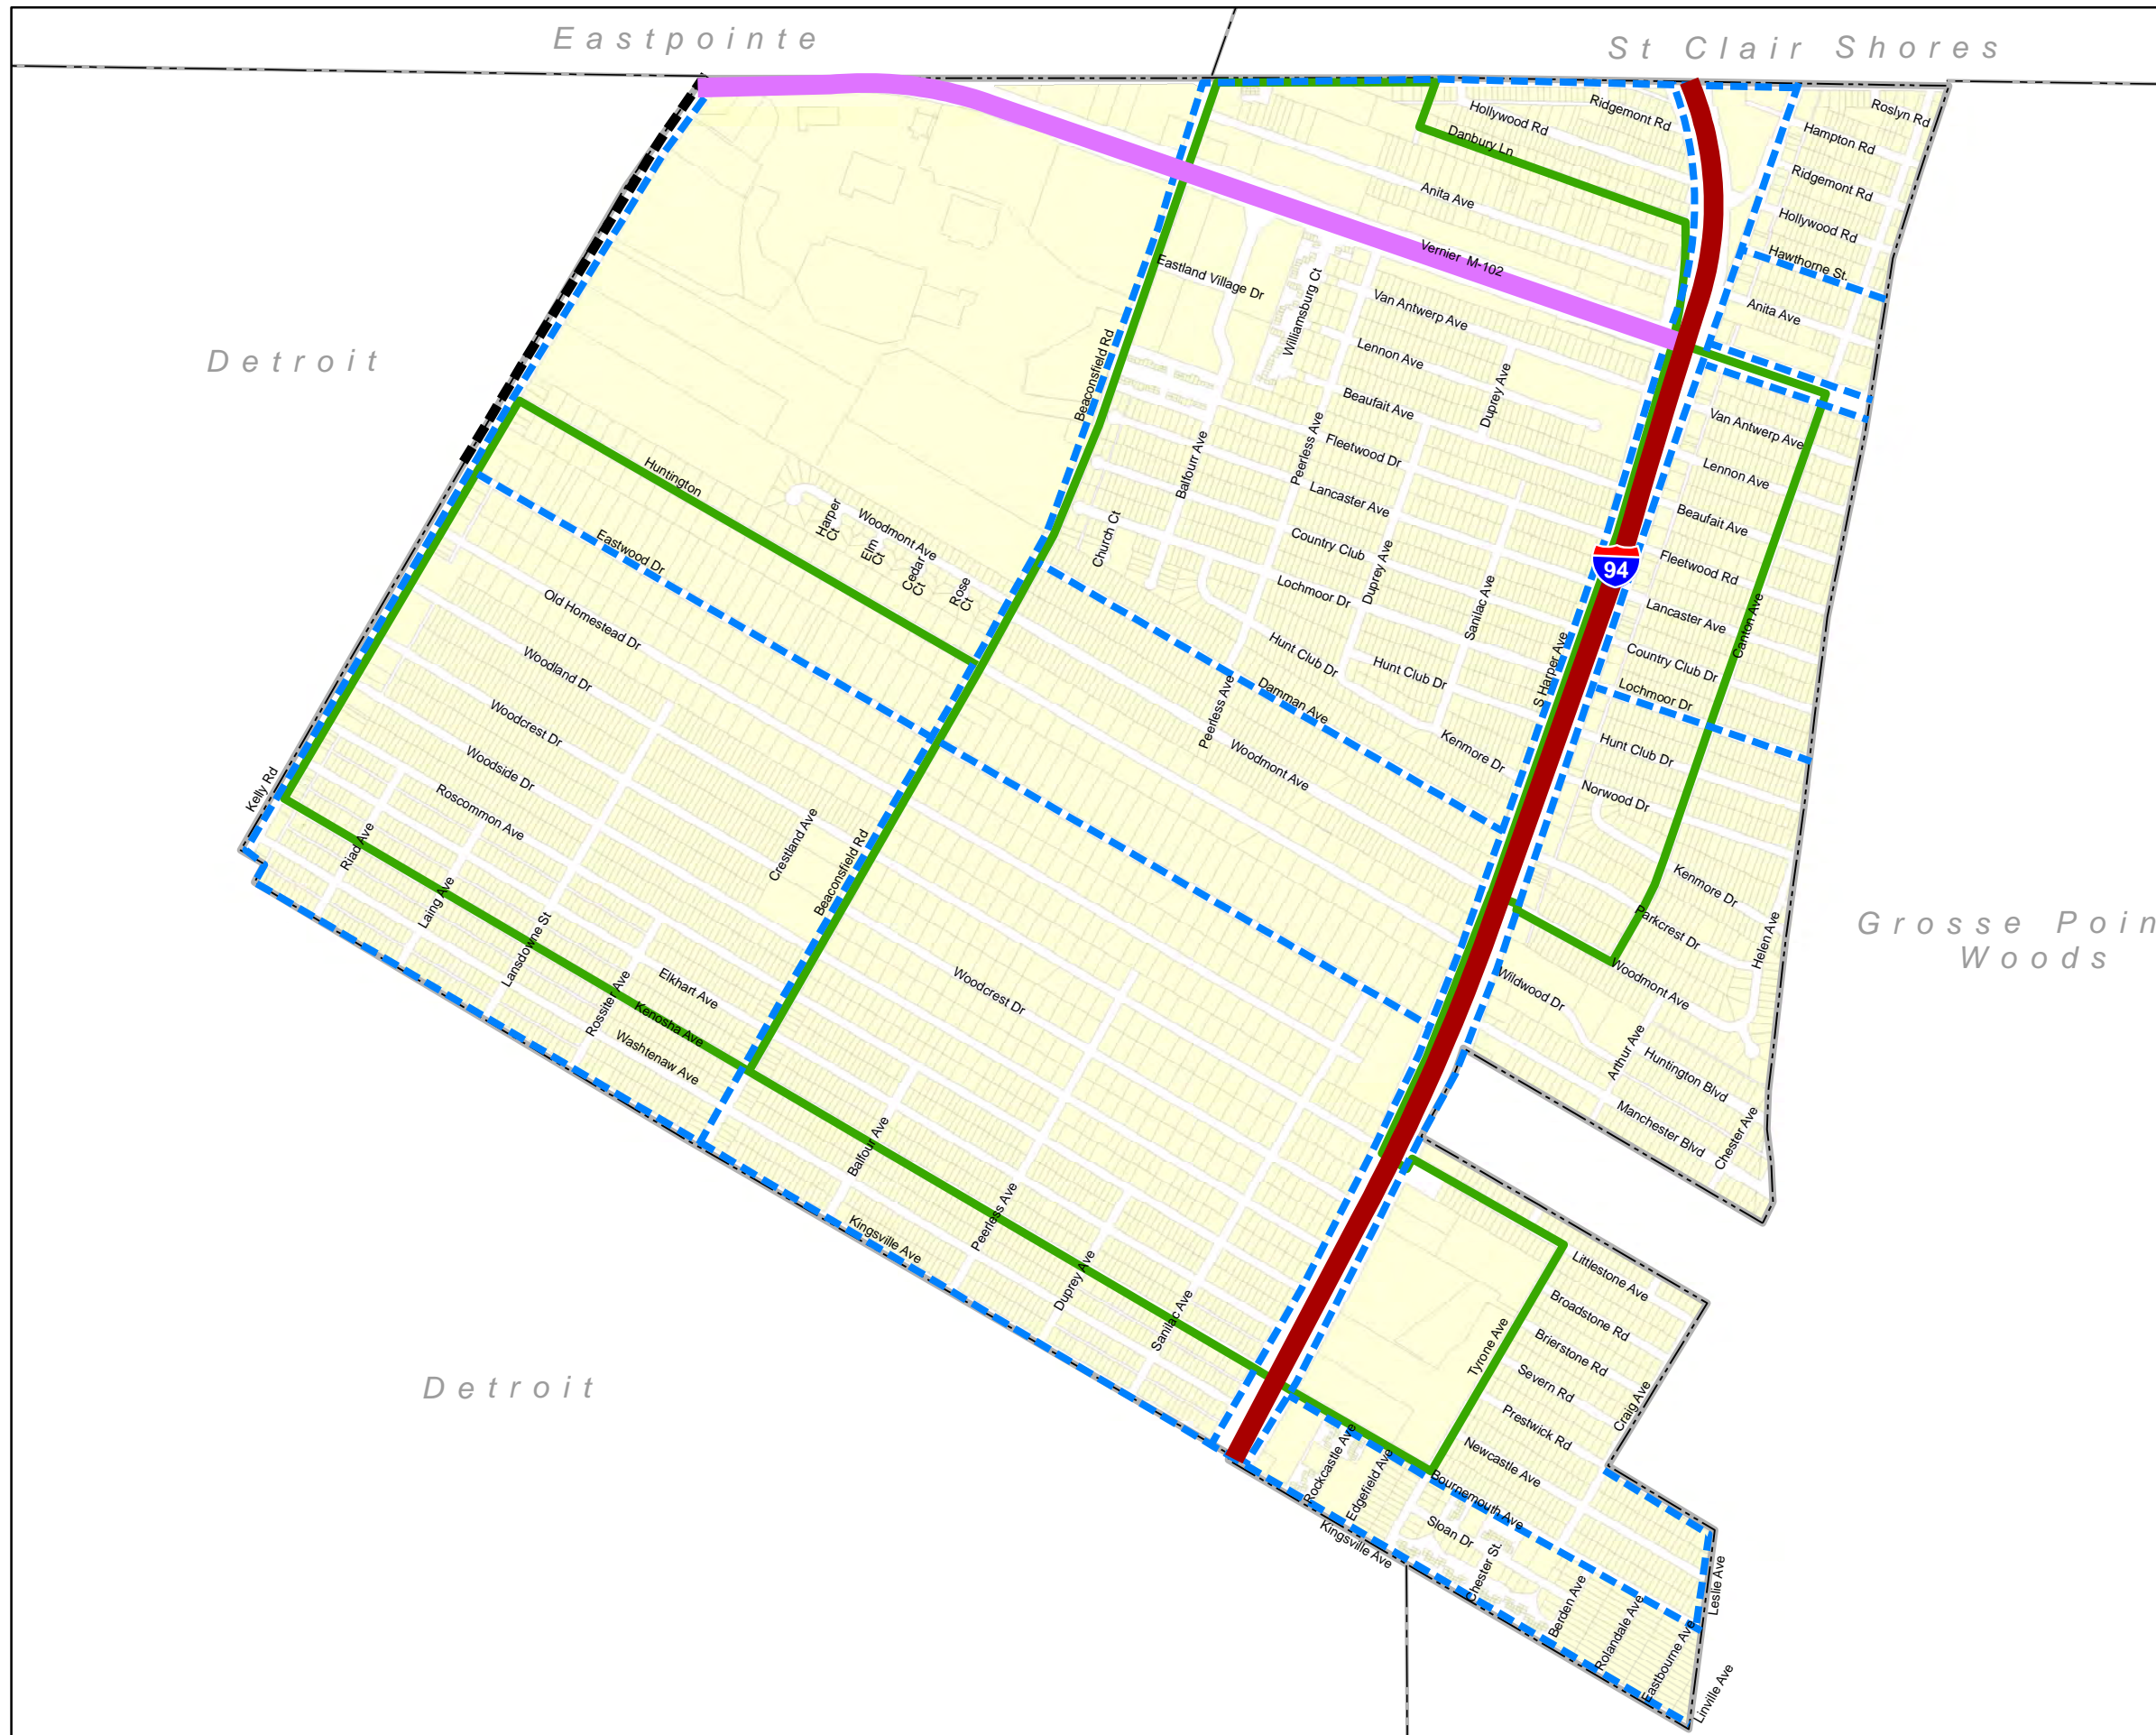 Eastpointe
St Clair Shores
Roslyn Rd
Ridgemont Rd
Hollywood Rd
Hampton Rd
Danbury Ln
Ridgemont Rd
Anita Ave
Hollywood Rd
Vernier M-102
Hawthorne St.
Eastland Village Dr
Williamsburg Ct
Van Antwerp Ave
Anita Ave
Detroit
Beaconsfield Rd
Lennon Ave
Duprey Ave
Beaufait Ave
Van Antwerp Ave
Huntington
Balfourr Ave
Peerless Ave
Fleetwood Dr
Lennon Ave
Lancaster Ave
Harper
Ct
Woodmont Ave
Beaufait Ave
Eastwood Dr
Elm
Ct
Church Ct
Country Club
94
Fleetwood Rd
Cedar
Ct
Rose
Ct
Duprey Ave
Lochmoor Dr
Sanilac Ave
Lancaster Ave
Canton Ave
Old Homestead Dr
Hunt Club Dr
Hunt Club Dr
S Harper Ave
Country Club Dr
Woodland Dr
Lochmoor Dr
Peerless Ave
Damman Ave
Woodcrest Dr
Kenmore Dr
Hunt Club Dr
Woodside Dr
Woodmont Ave
Kelly Rd
Norwood Dr
Roscommon Ave
Riad Ave
Crestland Ave
Beaconsfield Rd
Kenmore Dr
Laing Ave
Parkcrest Dr
Helen Ave
Grosse Poin
Woods
Lansdowne St
Elkhart Ave
Woodcrest Dr
Wildwood Dr
Woodmont Ave
Rossiter Ave
Kenosha Ave
Washtenaw Ave
Arthur Ave
Huntington Blvd
Manchester Blvd
Chester Ave
Balfour Ave
Peerless Ave
Kingsville Ave
Duprey Ave
Sanilac Ave
Littlestone Ave
Broadstone Rd
Tyrone Ave
Brierstone Rd
Severn Rd
Craig Ave
Detroit
Prestwick Rd
Newcastle Ave
Rockcastle Ave
Edgefield Ave
Bournemouth Ave
Sloan Dr
Kingsville Ave
Chester St.
Leslie Ave
Berden Ave
Rolandale Ave
Eastbourne Ave
Linville Ave